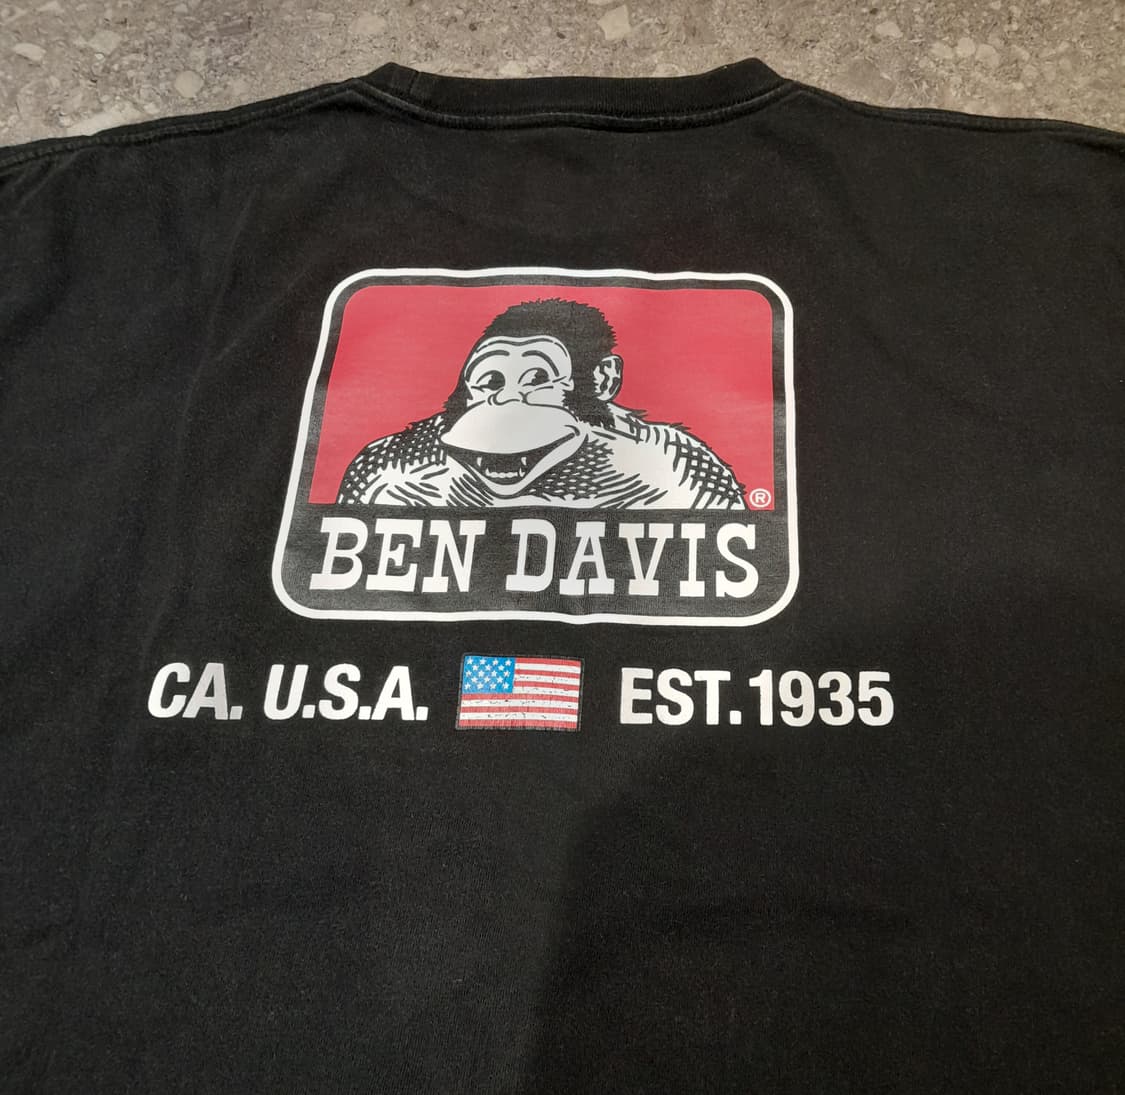 ®
BEN DAVIS
CA. U.S.A. EST.1935